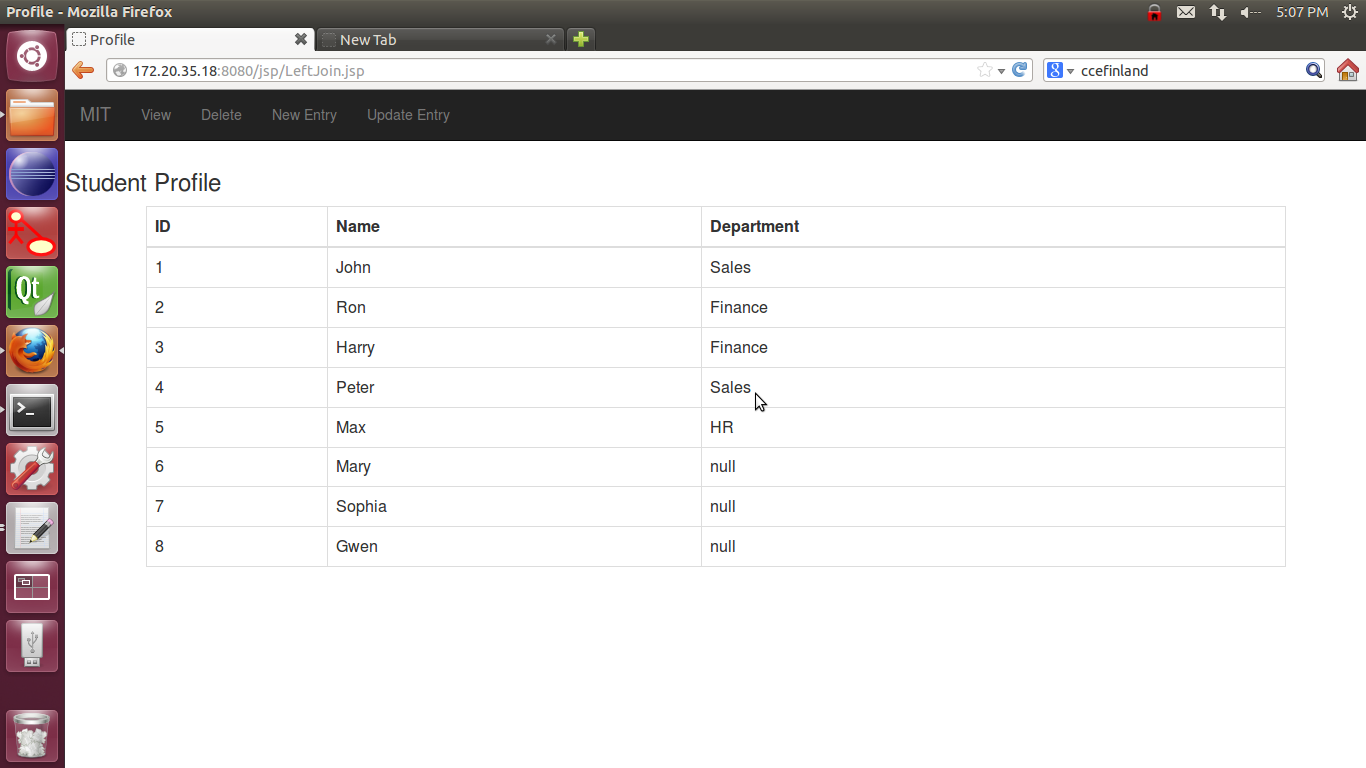 Profile - Mozilla Firefox 5:07 PM
Profile New Tab
172.20.35.18:8080/jsp/LeftJoin.jsp 8 ccefinland
MIT View Delete New Entry Update Entry
Student Profile
ID Name Department
1 John Sales
2 Ron Finance
3 Harry Finance
4 Peter Sales
5 Max HR
6 Mary null
7 Sophia null
8 Gwen null
Qt
>_